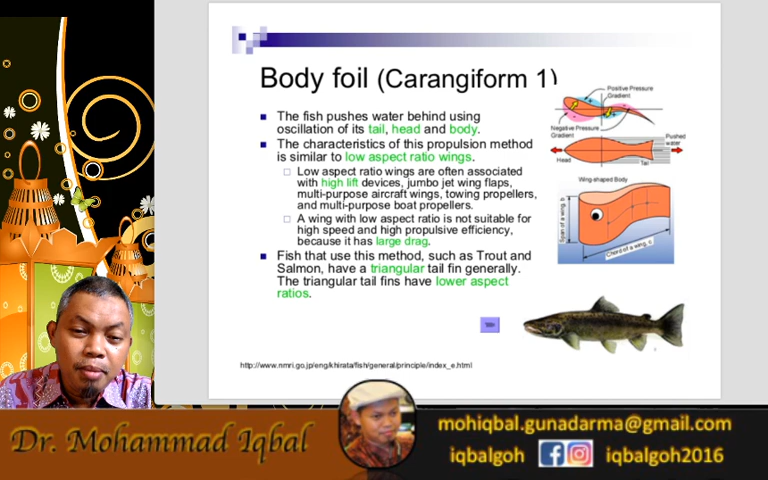 Body foil (Carangiform 1)
The fish pushes water behind using
oscillation of its tail, head and body.
The characteristics of this propulsion method
is similar to low aspect ratio wings.
Low aspect ratio wings are often associated
with high lift devices, jumbo jet wing flaps,
multi-purpose aircraft wings, towing propellers,
and multi-purpose boat propellers.
A wing with low aspect ratio is not suitable for
high speed and high propulsive efficiency,
because it has large drag.
Fish that use this method, such as Trout and
Salmon, have a triangular tail fin generally.
The triangular tail fins have lower aspect
ratios.
Positive Pressure
Gradient
Negative Pressure
Gradient
Pushed
water
Head
Tail
Wing-shaped Body
Span of a wing, b
Chord of a wing, c
http://www.nmri.go.jp/eng/khirata/fish/general/principle/index_e.html
Dr. Mohammad Iqbal
mohiqbal.gunadarma@gmail.com
iqbalgoh
iqbalgoh2016